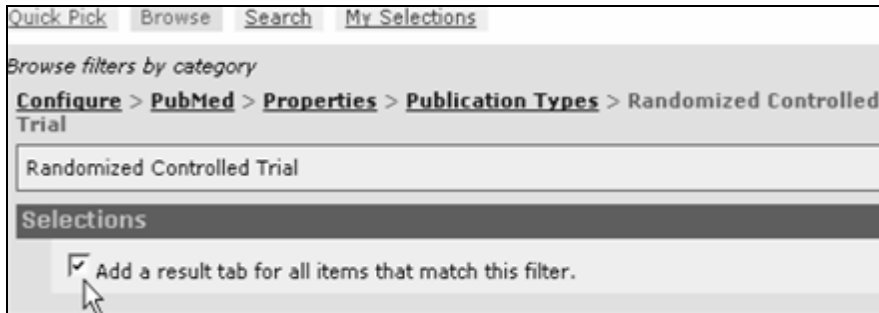 Quick Pick Browse Search My Selections
Browse filters by category
Configure > PubMed > Properties > Publication Types > Randomized Controlled
Trial
Randomized Controlled Trial
Selections
Add a result tab for all items that match this filter.